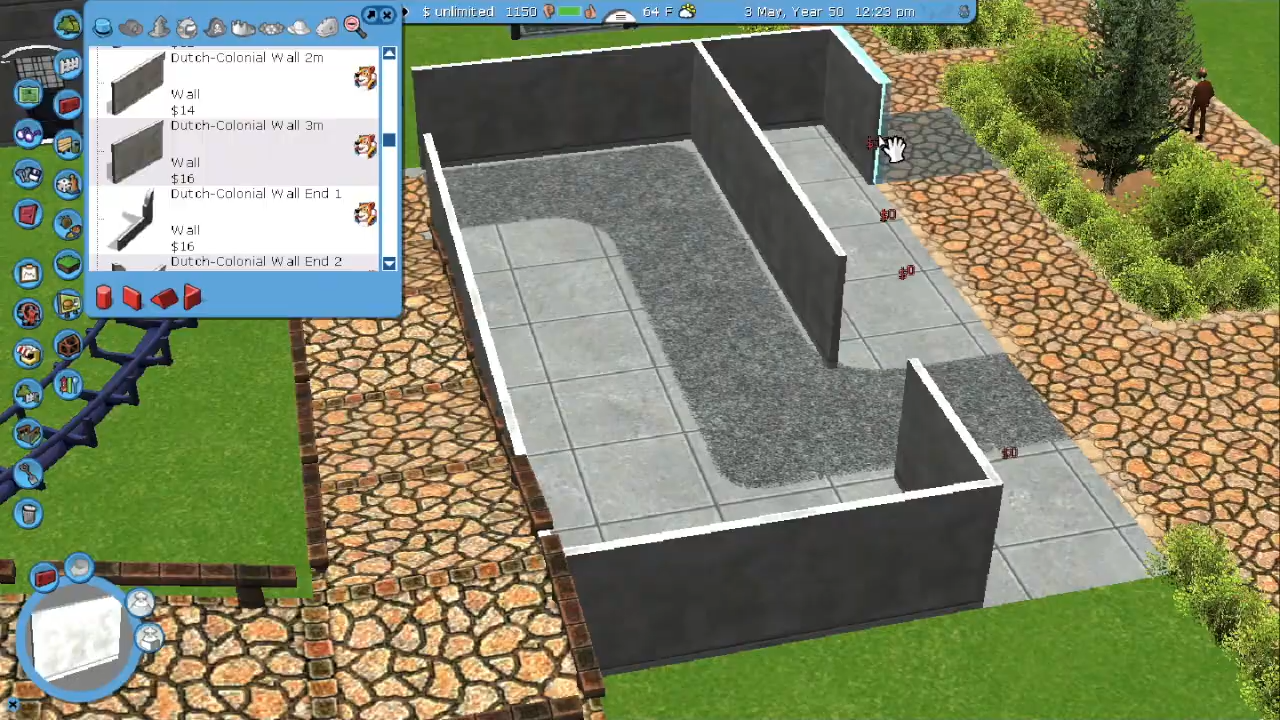 $ unlimited 1150 64 F 3 May, Year 50 12:23 pm
Dutch-Colonial Wall 2m
Wall
$14
Dutch-Colonial Wall 3m
Wall
$16
Dutch-Colonial Wall End 1
Wall
$16
Dutch-Colonial Wall End 2
$0
$0
$0
$0